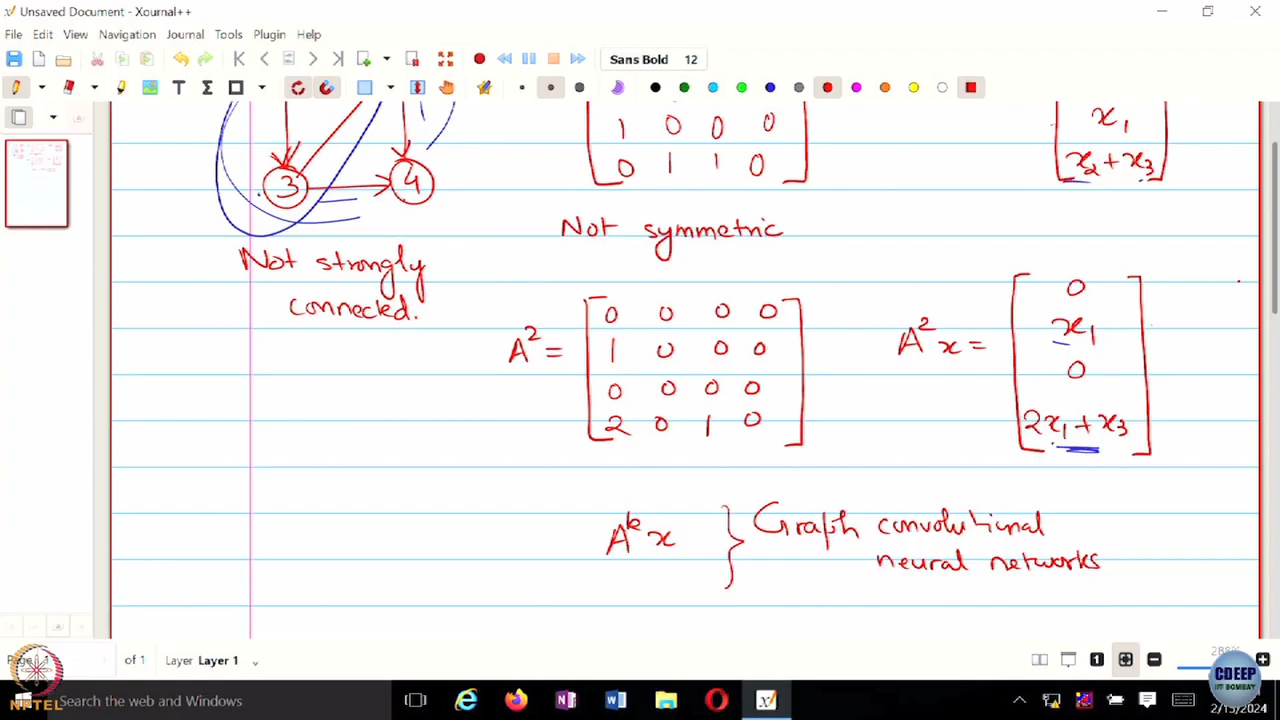 Unsaved Document - Xournal++
File Edit View Navigation Journal Tools Plugin Help
Sans Bold 12
1 0 0 0
0 1 1 0
x₁
x₂+x₃
3 4
Not symmetric
Not strongly
connected.
A² =
0 0 0 0
1 0 0 0
0 0 0 0
2 0 1 0
A²x =
0
x₁
0
2x₁+x₃
Aᵏx } Graph convolutional
neural networks
Page 1 of 1 Layer Layer 1
288%
NPTEL
Search the web and Windows
CDEEP
IIT BOMBAY
2/15/2024